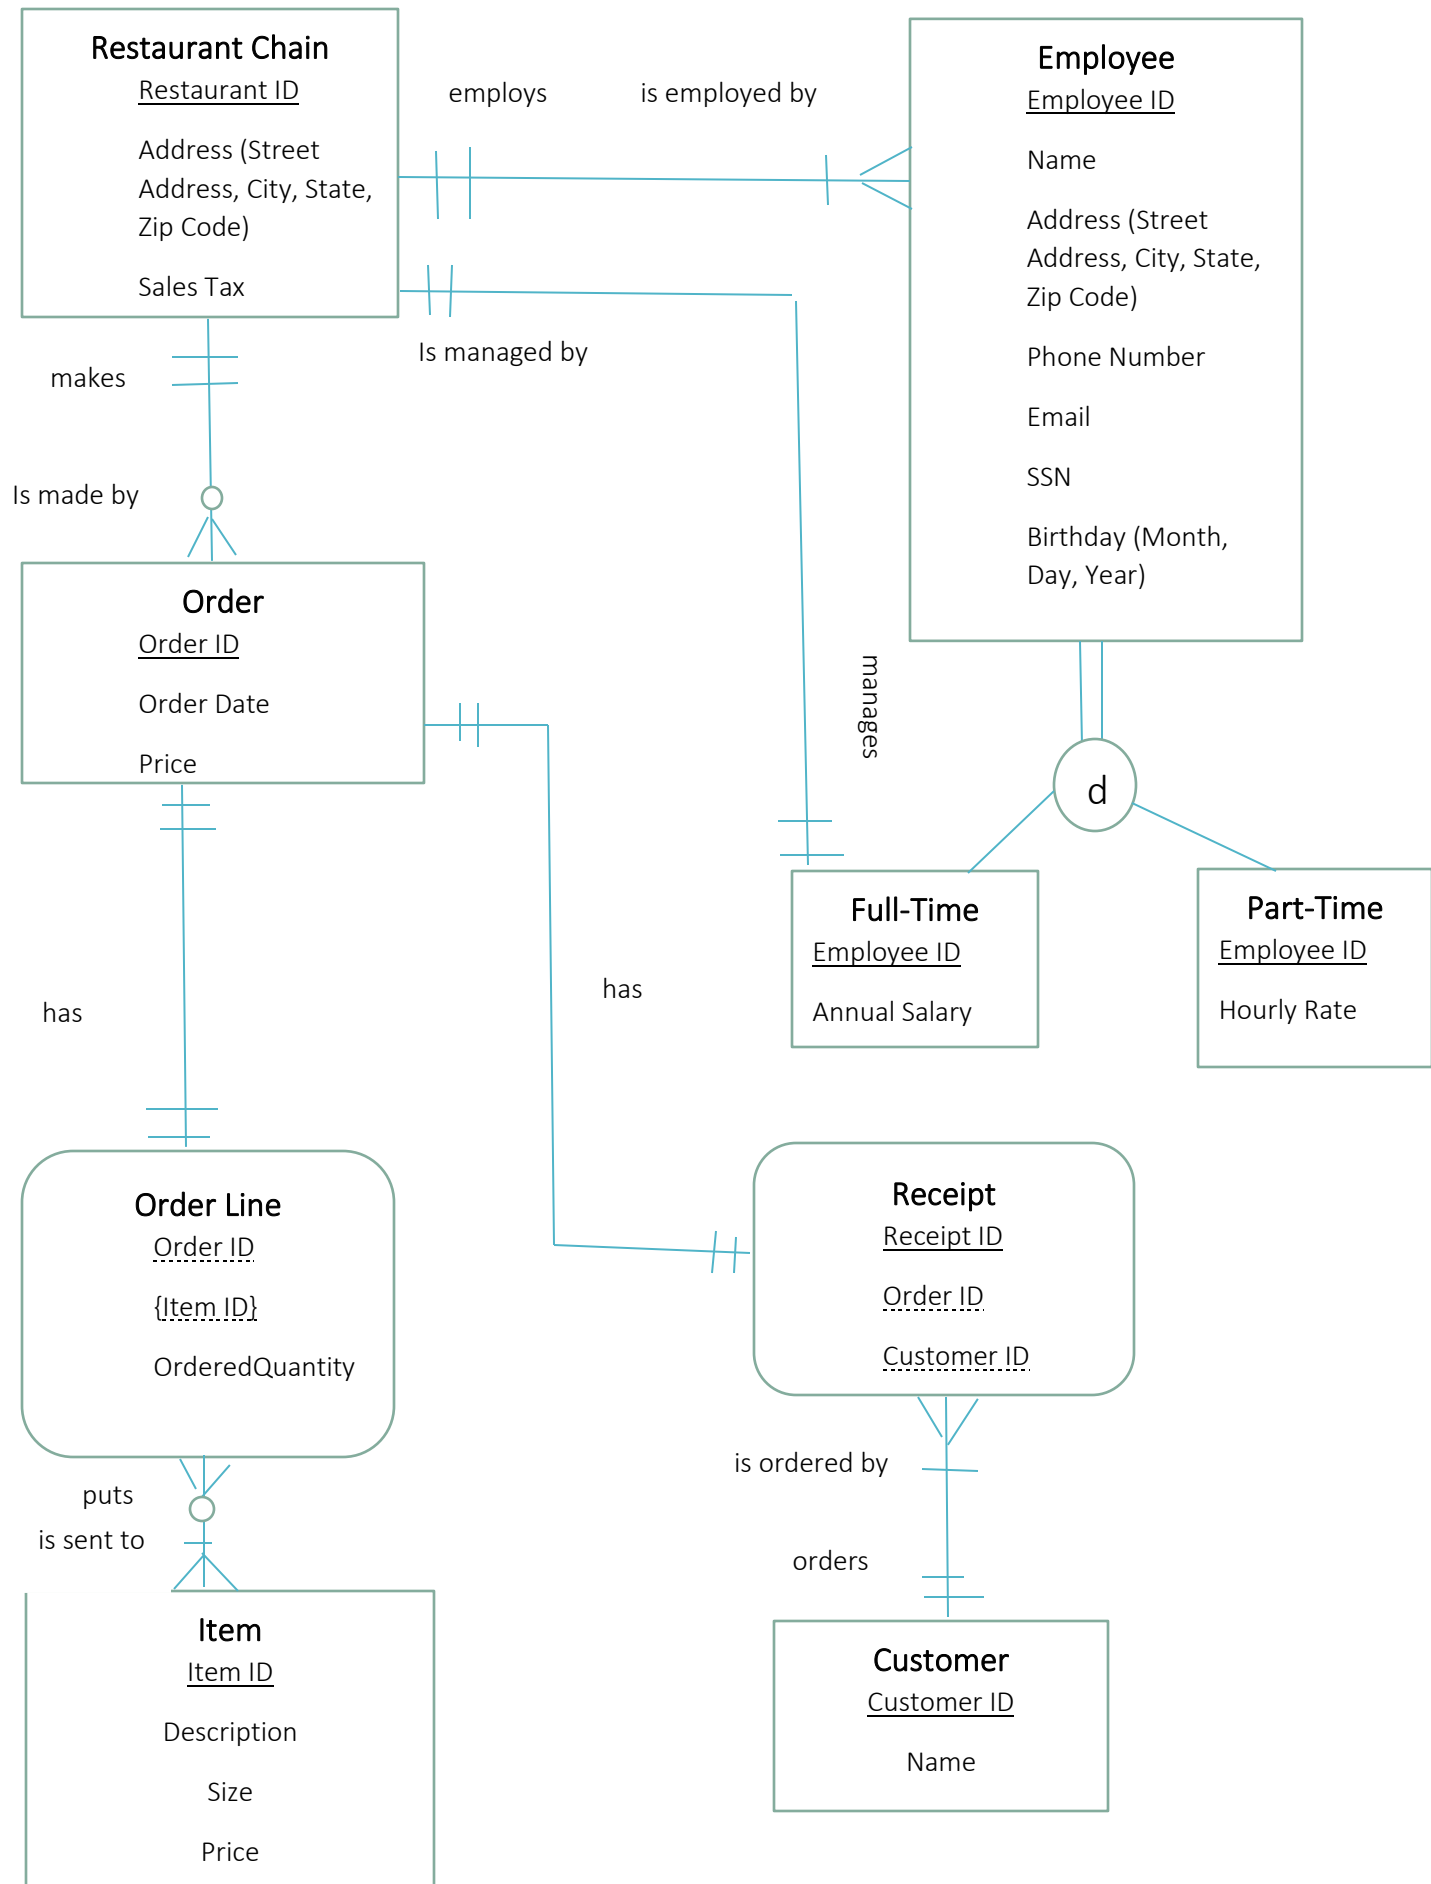 Restaurant Chain
Restaurant ID
Address (Street
Address, City, State,
Zip Code)
Sales Tax
employs
is employed by
Employee
Employee ID
Name
Address (Street
Address, City, State,
Zip Code)
Phone Number
Email
SSN
Birthday (Month,
Day, Year)
Is managed by
manages
makes
Is made by
Order
Order ID
Order Date
Price
d
Full-Time
Employee ID
Annual Salary
Part-Time
Employee ID
Hourly Rate
has
has
Order Line
Order ID
{Item ID}
OrderedQuantity
Receipt
Receipt ID
Order ID
Customer ID
puts
is sent to
is ordered by
orders
Item
Item ID
Description
Size
Price
Customer
Customer ID
Name